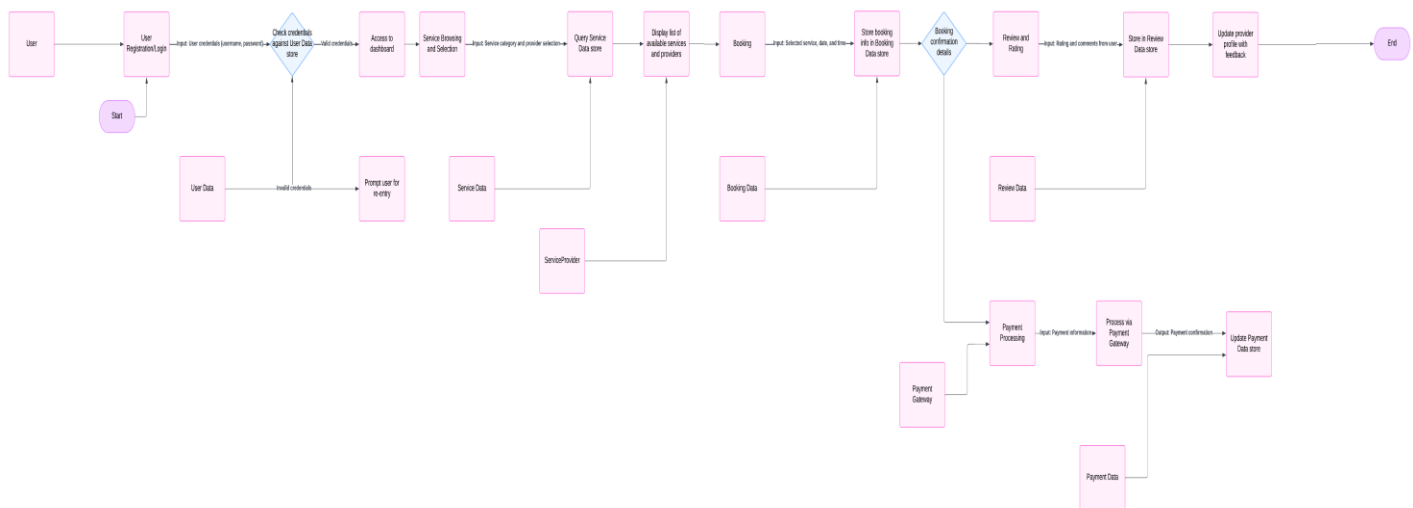 User
User
Registration/Login
Input: User credentials (username, password)
Check credentials
against User Data
store
Valid credentials
Access to
dashboard
Service Browsing
and Selection
Input: Service category and provider selection
Query Service
Data store
Display list of
available services
and providers
Booking
Input: Selected service, date, and time
Store booking
info in Booking
Data store
Booking
confirmation
details
Review and
Rating
Input: Rating and comments from user
Store in Review
Data store
Update provider
profile with
feedback
End
Start
User Data
Invalid credentials
Prompt user for
re-entry
Service Data
Booking Data
Review Data
ServiceProvider
Payment
Processing
Input: Payment information
Process via
Payment
Gateway
Output: Payment confirmation
Update Payment
Data store
Payment
Gateway
Payment Data